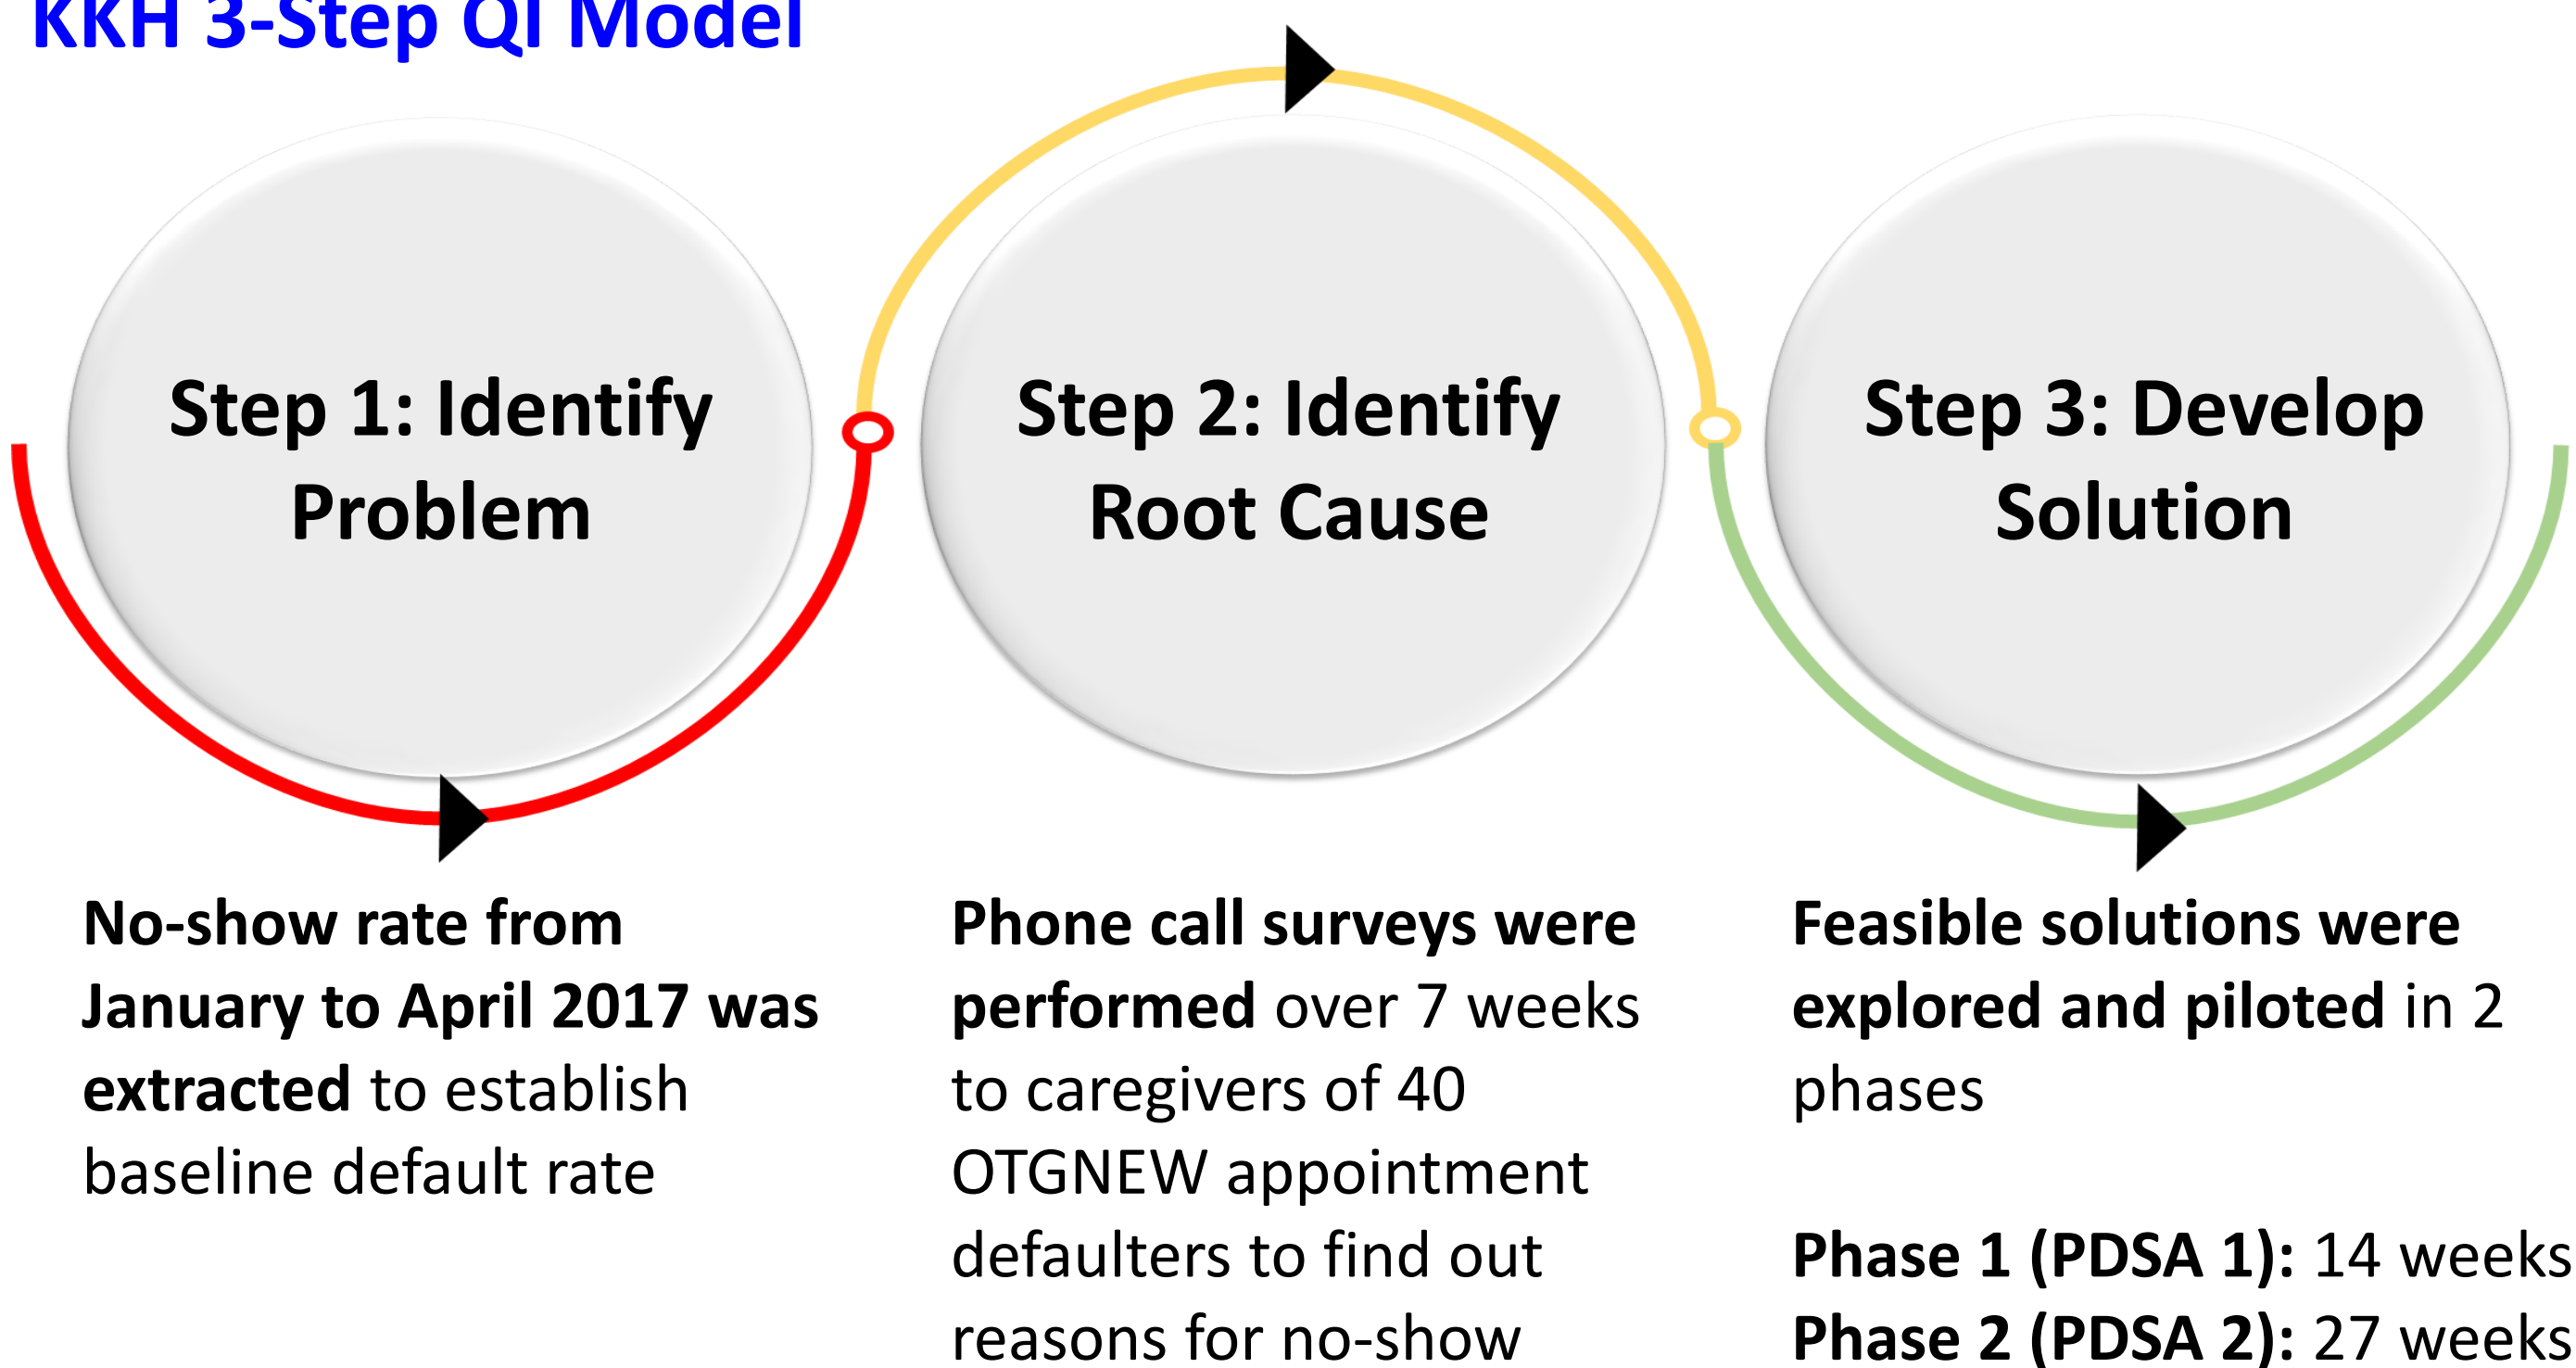 KKH 3-Step QI Model
Step 1: Identify
Problem
Step 2: Identify
Root Cause
Step 3: Develop
Solution
No-show rate from
January to April 2017 was
extracted to establish
baseline default rate
Phone call surveys were
performed over 7 weeks
to caregivers of 40
OTGNEW appointment
defaulters to find out
reasons for no-show
Feasible solutions were
explored and piloted in 2
phases
Phase 1 (PDSA 1): 14 weeks
Phase 2 (PDSA 2): 27 weeks